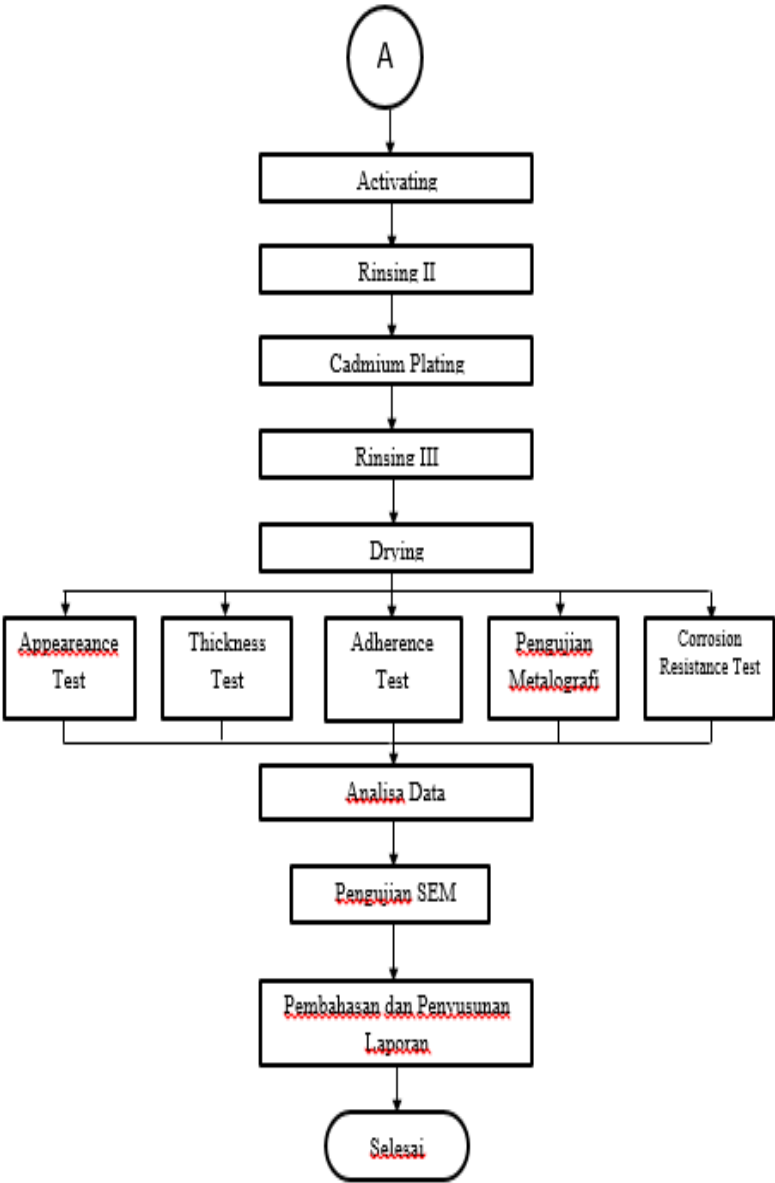 A
Activating
Rinsing II
Cadmium Plating
Rinsing III
Drying
Appeareance
Test
Thickness
Test
Adherence
Test
Pengujian
Metalografi
Corrosion
Resistance Test
Analisa Data
Pengujian SEM
Pembahasan dan Penyusunan
Laporan
Selesai